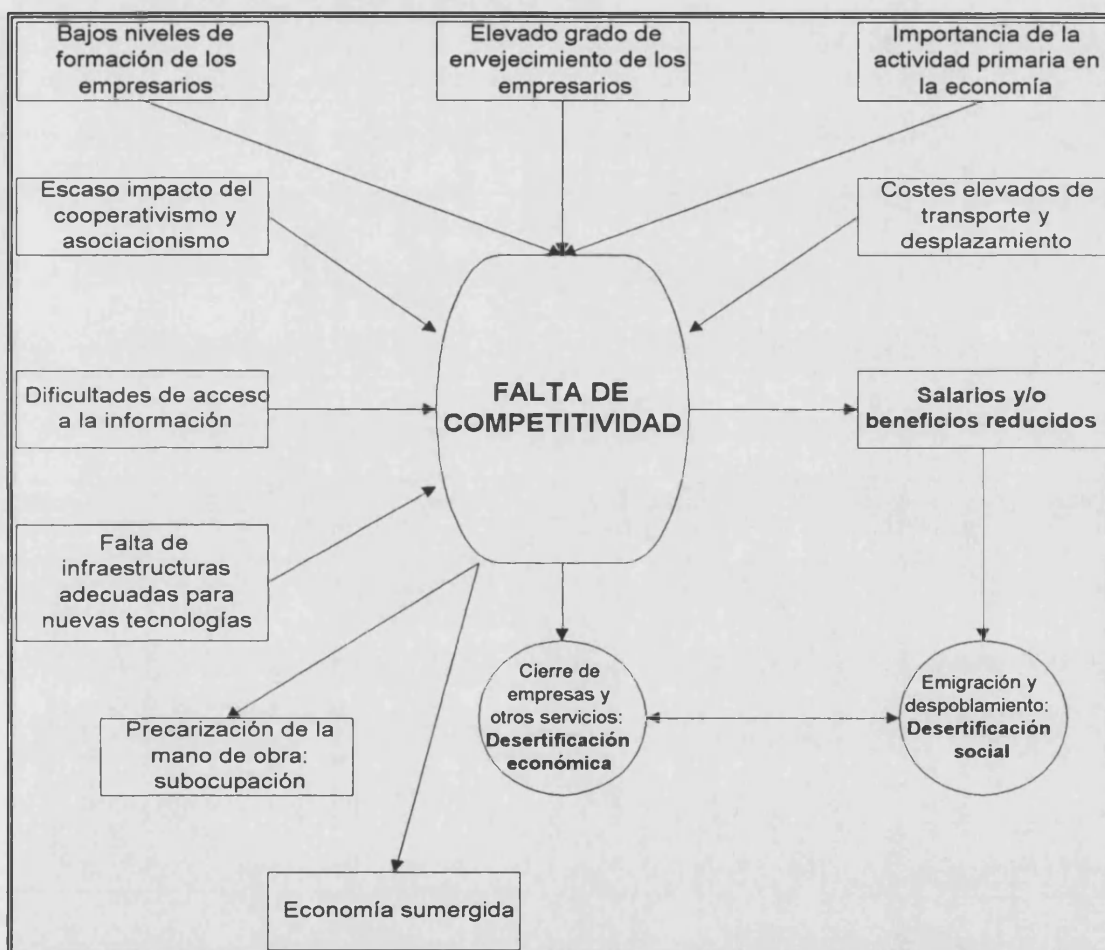 Bajos niveles de
formación de los
empresarios
Elevado grado de
envejecimiento de los
empresarios
Importancia de la
actividad primaria en
la economía
Escaso impacto del
cooperativismo y
asociacionismo
Costes elevados de
transporte y
desplazamiento
Dificultades de acceso
a la información
FALTA DE
COMPETITIVIDAD
Salarios y/o
beneficios reducidos
Falta de
infraestructuras
adecuadas para
nuevas tecnologías
Cierre de
empresas y
otros servicios:
Desertificación
económica
Emigración y
despoblamiento:
Desertificación
social
Precarización de la
mano de obra:
subocupación
Economía sumergida